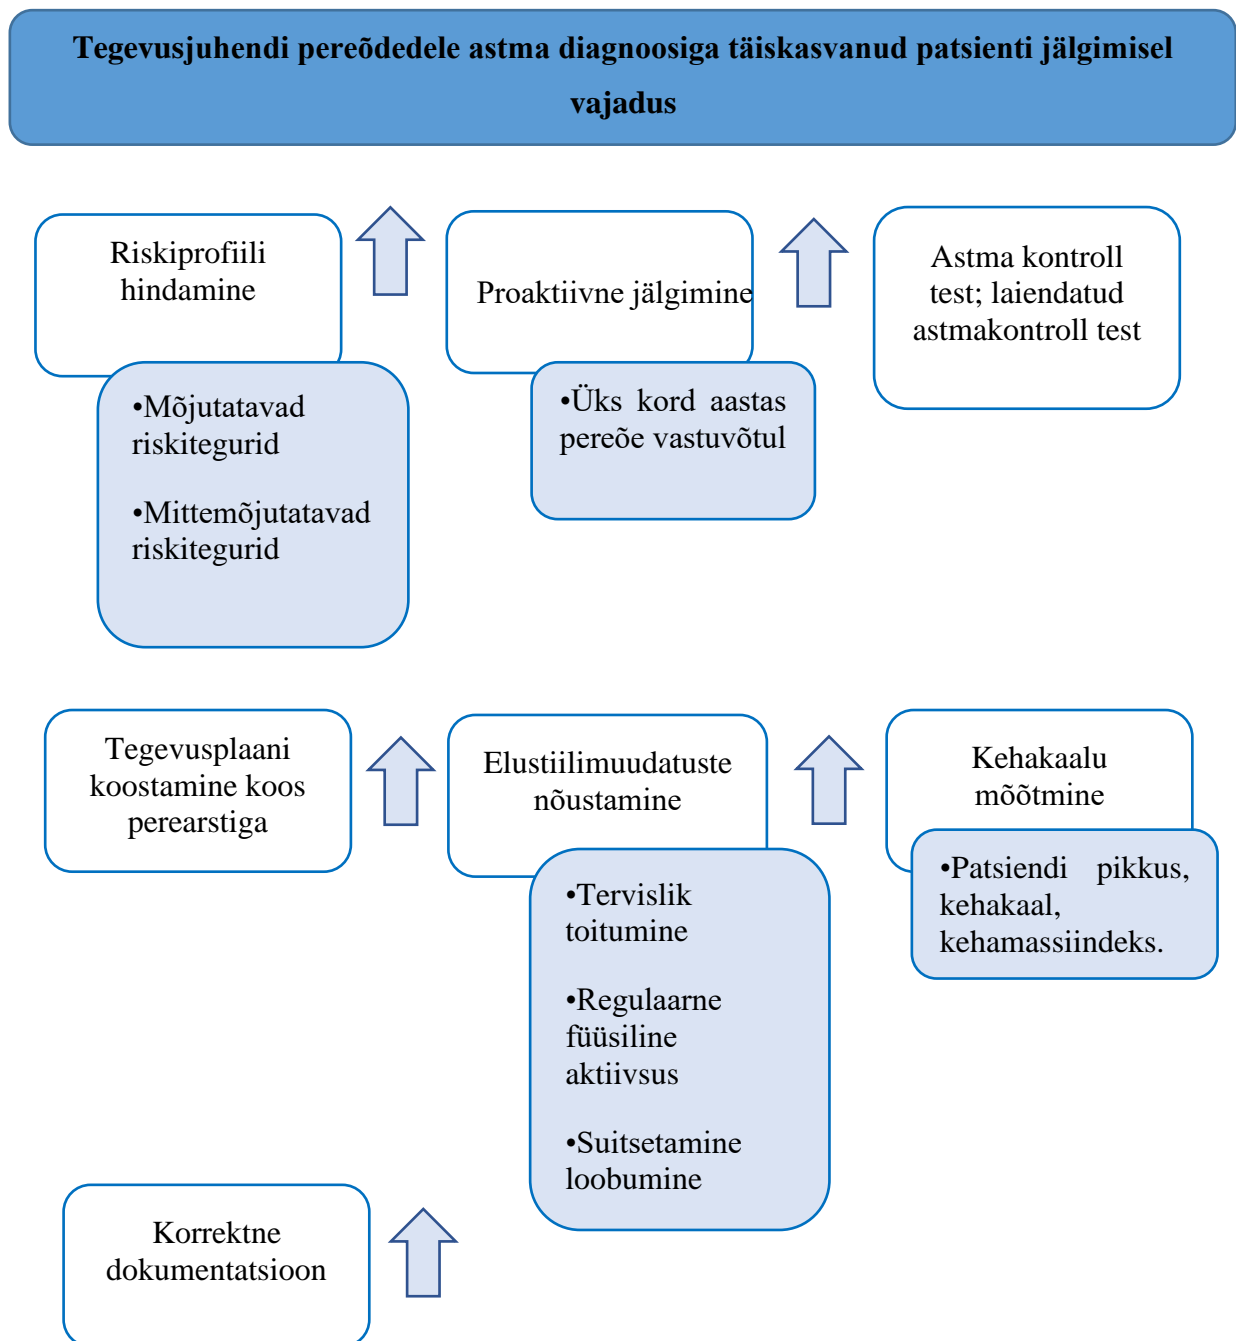 Tegevusjuhendi pereõdedele astma diagnoosiga täiskasvanud patsienti jälgimisel
vajadus
Riskiprofiili
hindamine
•Mõjutatavad
riskitegurid
•Mittemõjutatavad
riskitegurid
Proaktiivne jälgimine
•Üks kord aastas
pereõe vastuvõtul
Astma kontroll
test; laiendatud
astmakontroll test
Tegevusplaani
koostamine koos
perearstiga
Elustiilimuudatuste
nõustamine
•Tervislik
toitumine
•Regulaarne
füüsiline
aktiivsus
•Suitsetamine
loobumine
Kehakaalu
mõõtmine
•Patsiendi pikkus,
kehakaal,
kehamassiindeks.
Korrektne
dokumentatsioon